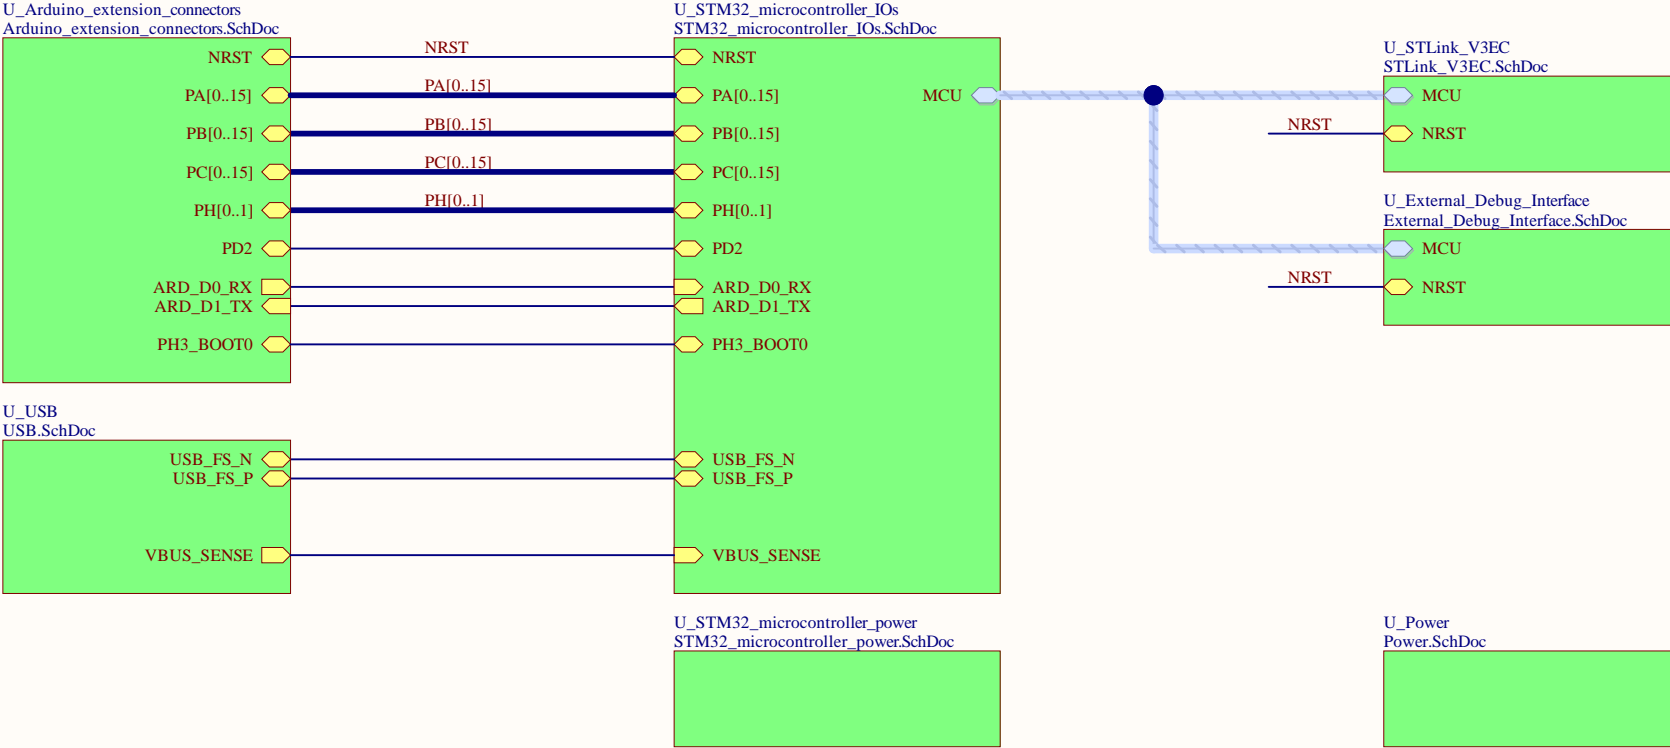 U_Arduino_extension_connectors
Arduino_extension_connectors.SchDoc
NRST
PA[0..15]
PB[0..15]
PC[0..15]
PH[0..1]
PD2
ARD_D0_RX
ARD_D1_TX
PH3_BOOT0
NRST
PA[0..15]
PB[0..15]
PC[0..15]
PH[0..1]
U_STM32_microcontroller_IOs
STM32_microcontroller_IOs.SchDoc
NRST
PA[0..15]
PB[0..15]
PC[0..15]
PH[0..1]
PD2
ARD_D0_RX
ARD_D1_TX
PH3_BOOT0
USB_FS_N
USB_FS_P
VBUS_SENSE
MCU
U_STLink_V3EC
STLink_V3EC.SchDoc
MCU
NRST
NRST
U_External_Debug_Interface
External_Debug_Interface.SchDoc
MCU
NRST
NRST
U_USB
USB.SchDoc
USB_FS_N
USB_FS_P
VBUS_SENSE
U_STM32_microcontroller_power
STM32_microcontroller_power.SchDoc
U_Power
Power.SchDoc